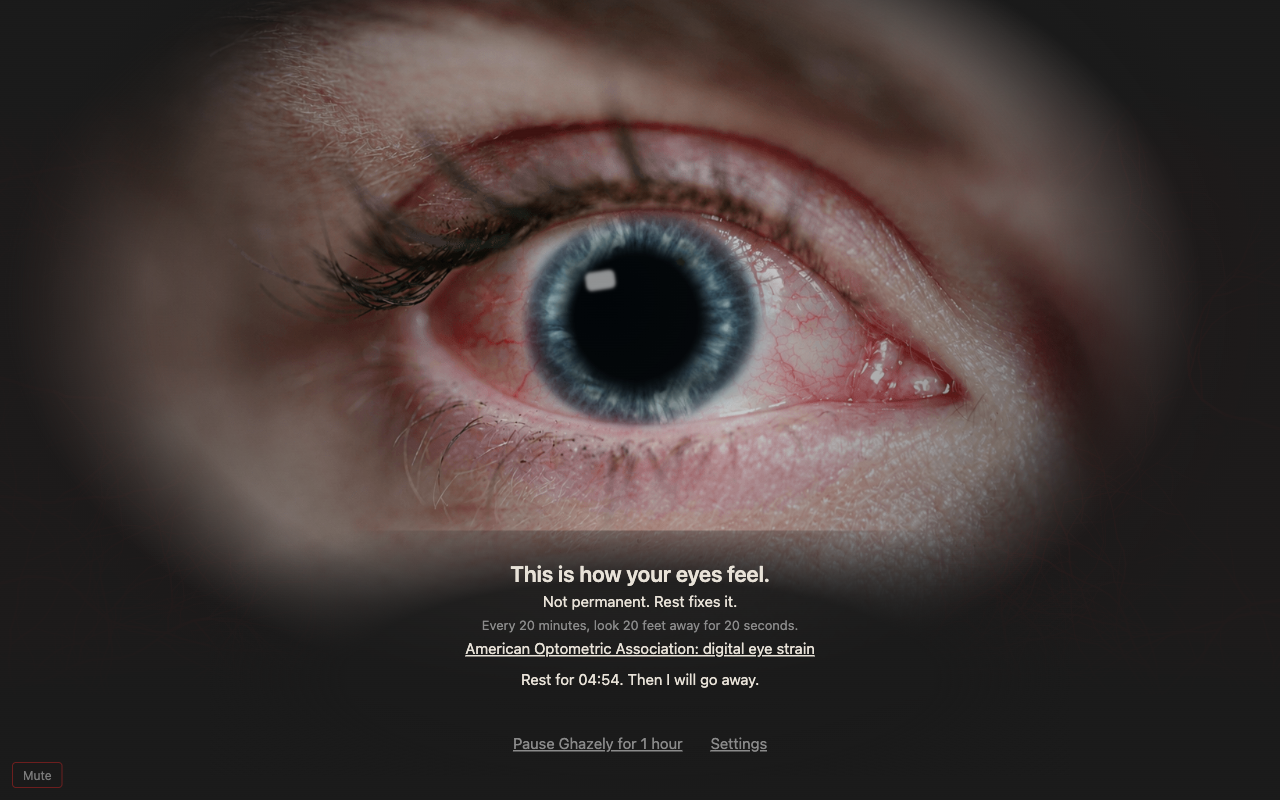 This is how your eyes feel.
Not permanent. Rest fixes it.
Every 20 minutes, look 20 feet away for 20 seconds.
American Optometric Association: digital eye strain
Rest for 04:54. Then I will go away.
Pause Ghazely for 1 hour Settings
Mute